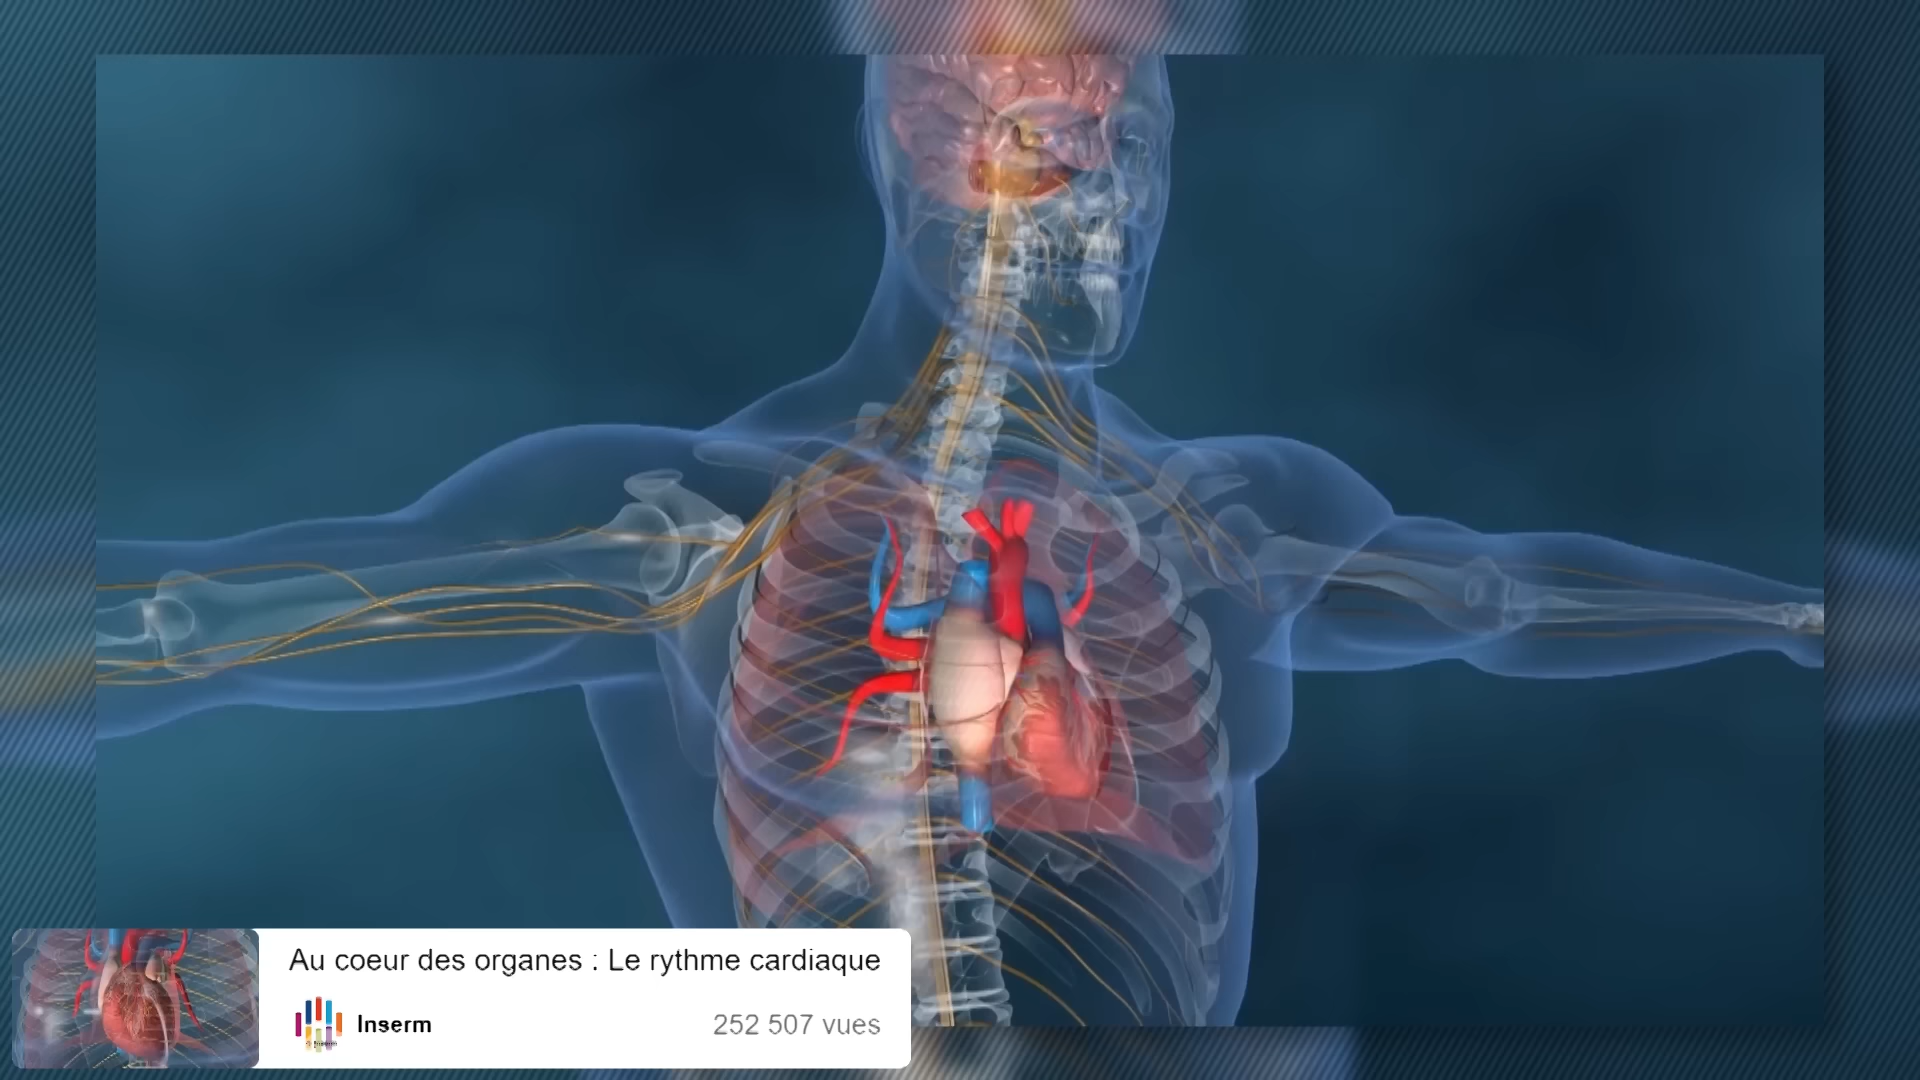 Au coeur des organes : Le rythme cardiaque
Inserm
252 507 vues